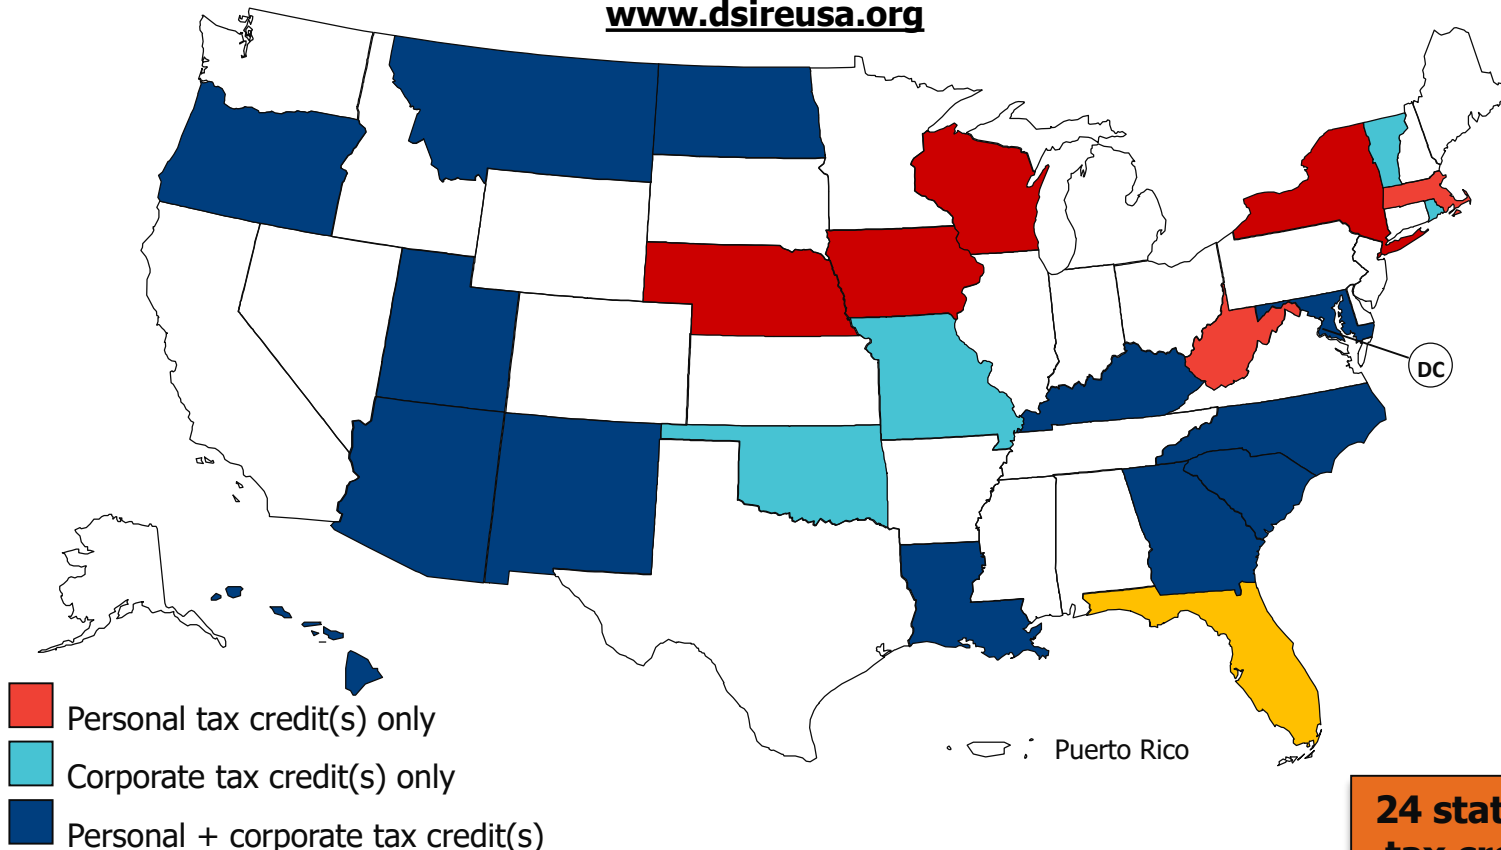 www.dsireusa.org
DC
Personal tax credit(s) only
Corporate tax credit(s) only
Personal + corporate tax credit(s)
Puerto Rico
24